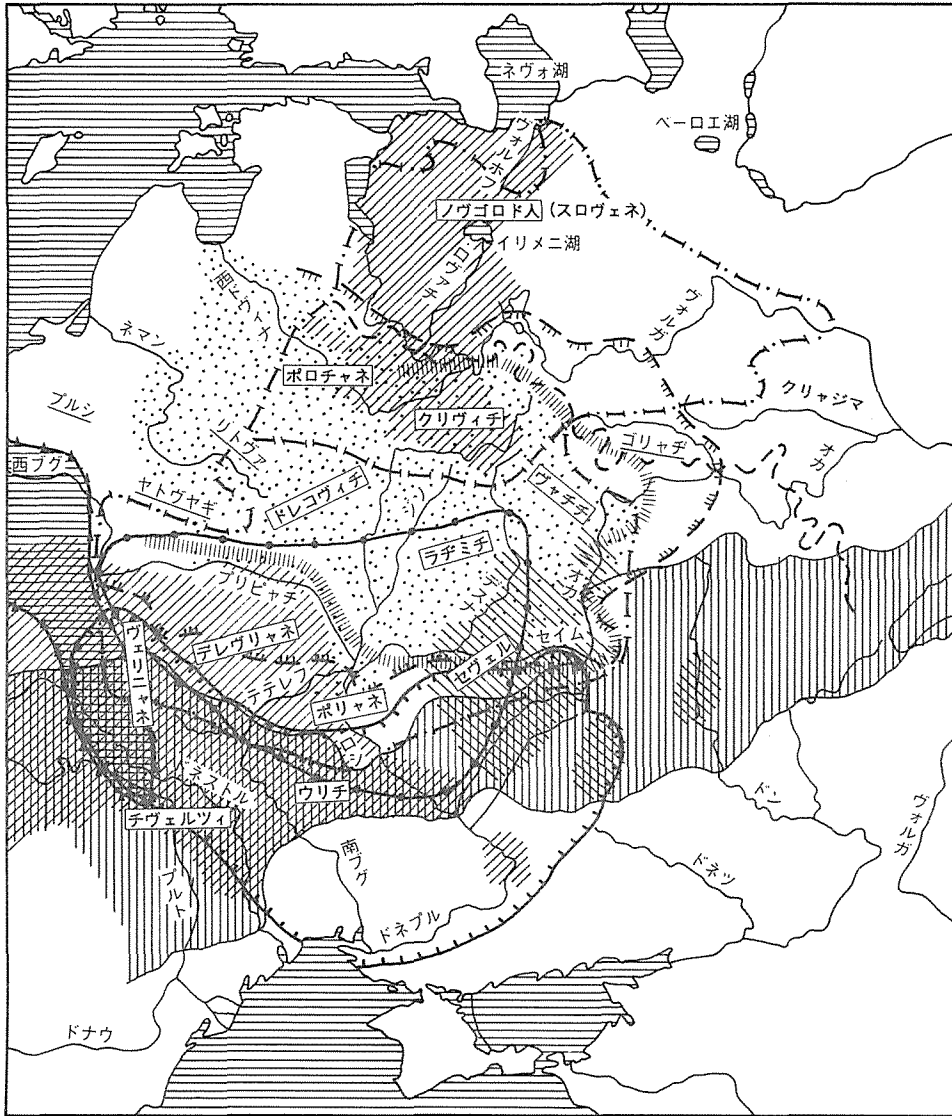 ネヴォ湖
ベーロエ湖
ヴォルホフ
ノヴゴロド人 (スロヴェネ)
イリメニ湖
ロヴァチ
ヴォルガ
西ドヴィナ
ネマン
ポロチャネ
クリャジマ
プルシ
クリヴィチ
ゴリャヂ
オカ
リトヴァ
西ブグ
ヤトヴャギ
ドレコヴィチ
ヴャチチ
ラヂミチ
プリピャチ
デスナ
オカ
デレヴリャネ
セイム
セヴェル
ヴェリニャネ
テテレフ
ポリャネ
ロシ
ネストル
ウリチ
チヴェルツィ
ドン
ヴォルガ
南ブグ
ドネツ
プルト
ドネプル
ドナウ